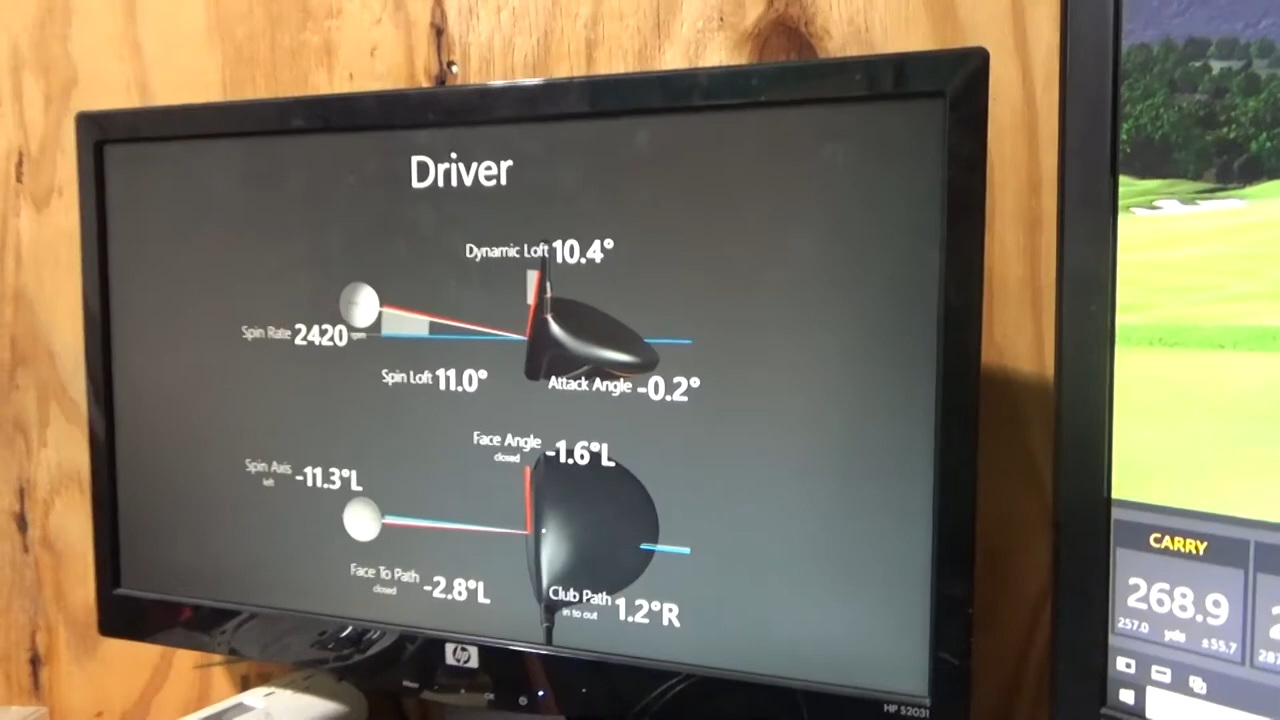 Driver
Dynamic Loft 10.4°
Spin Rate 2420 rpm
Spin Loft 11.0°
Attack Angle -0.2°
Face Angle -1.6°L
closed
Spin Axis -11.3°L
left
Face To Path -2.8°L
closed
Club Path 1.2°R
in to out
hp
HP S2031
CARRY
268.9
257.0 yds ±55.7